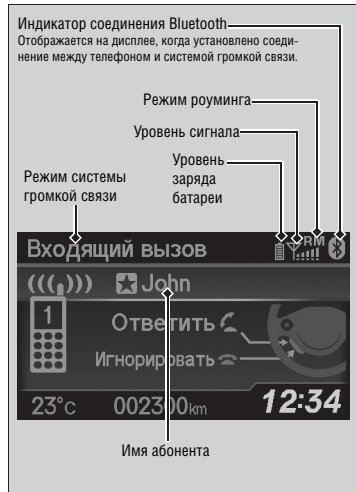 Индикатор соединения Bluetooth
Отображается на дисплее, когда установлено соеди-
нение между телефоном и системой громкой связи.
Режим роуминга
Уровень сигнала
Уровень
заряда
батареи
Режим системы
громкой связи
Входящий вызов
RM
John
1
Ответить
Игнорировать
23°c
002300km
12:34
Имя абонента